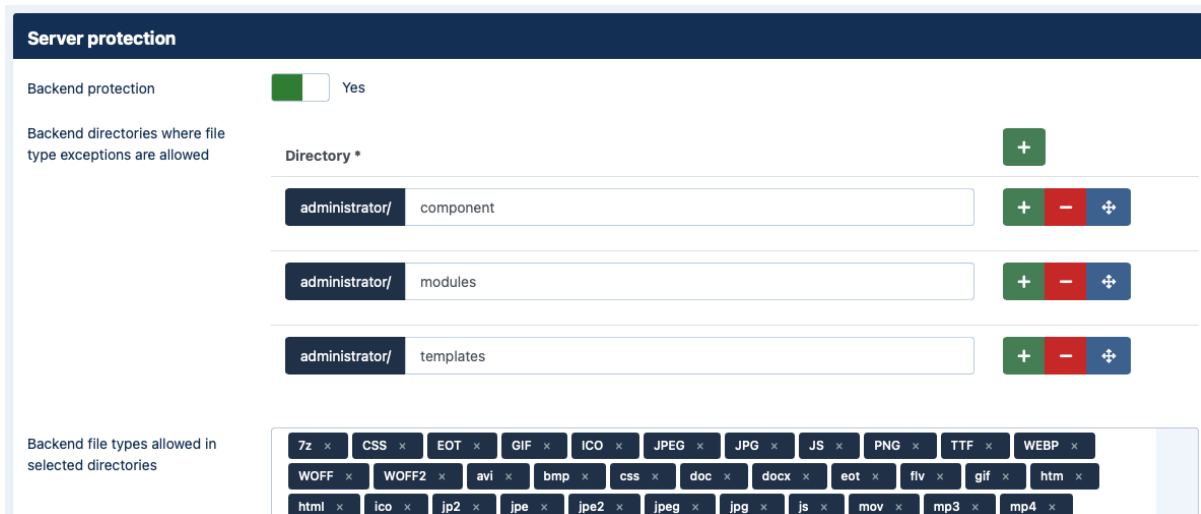 Server protection
Backend protection
Yes
Backend directories where file
type exceptions are allowed
Directory *
administrator/ component
administrator/ modules
administrator/ templates
Backend file types allowed in
selected directories
7z × CSS × EOT × GIF × ICO × JPEG × JPG × JS × PNG × TTF × WEBP ×
WOFF × WOFF2 × avi × bmp × css × doc × docx × eot × flv × gif × htm ×
html × ico × jp2 × jpe × jpe2 × jpeg × jpg × js × mov × mp3 × mp4 ×